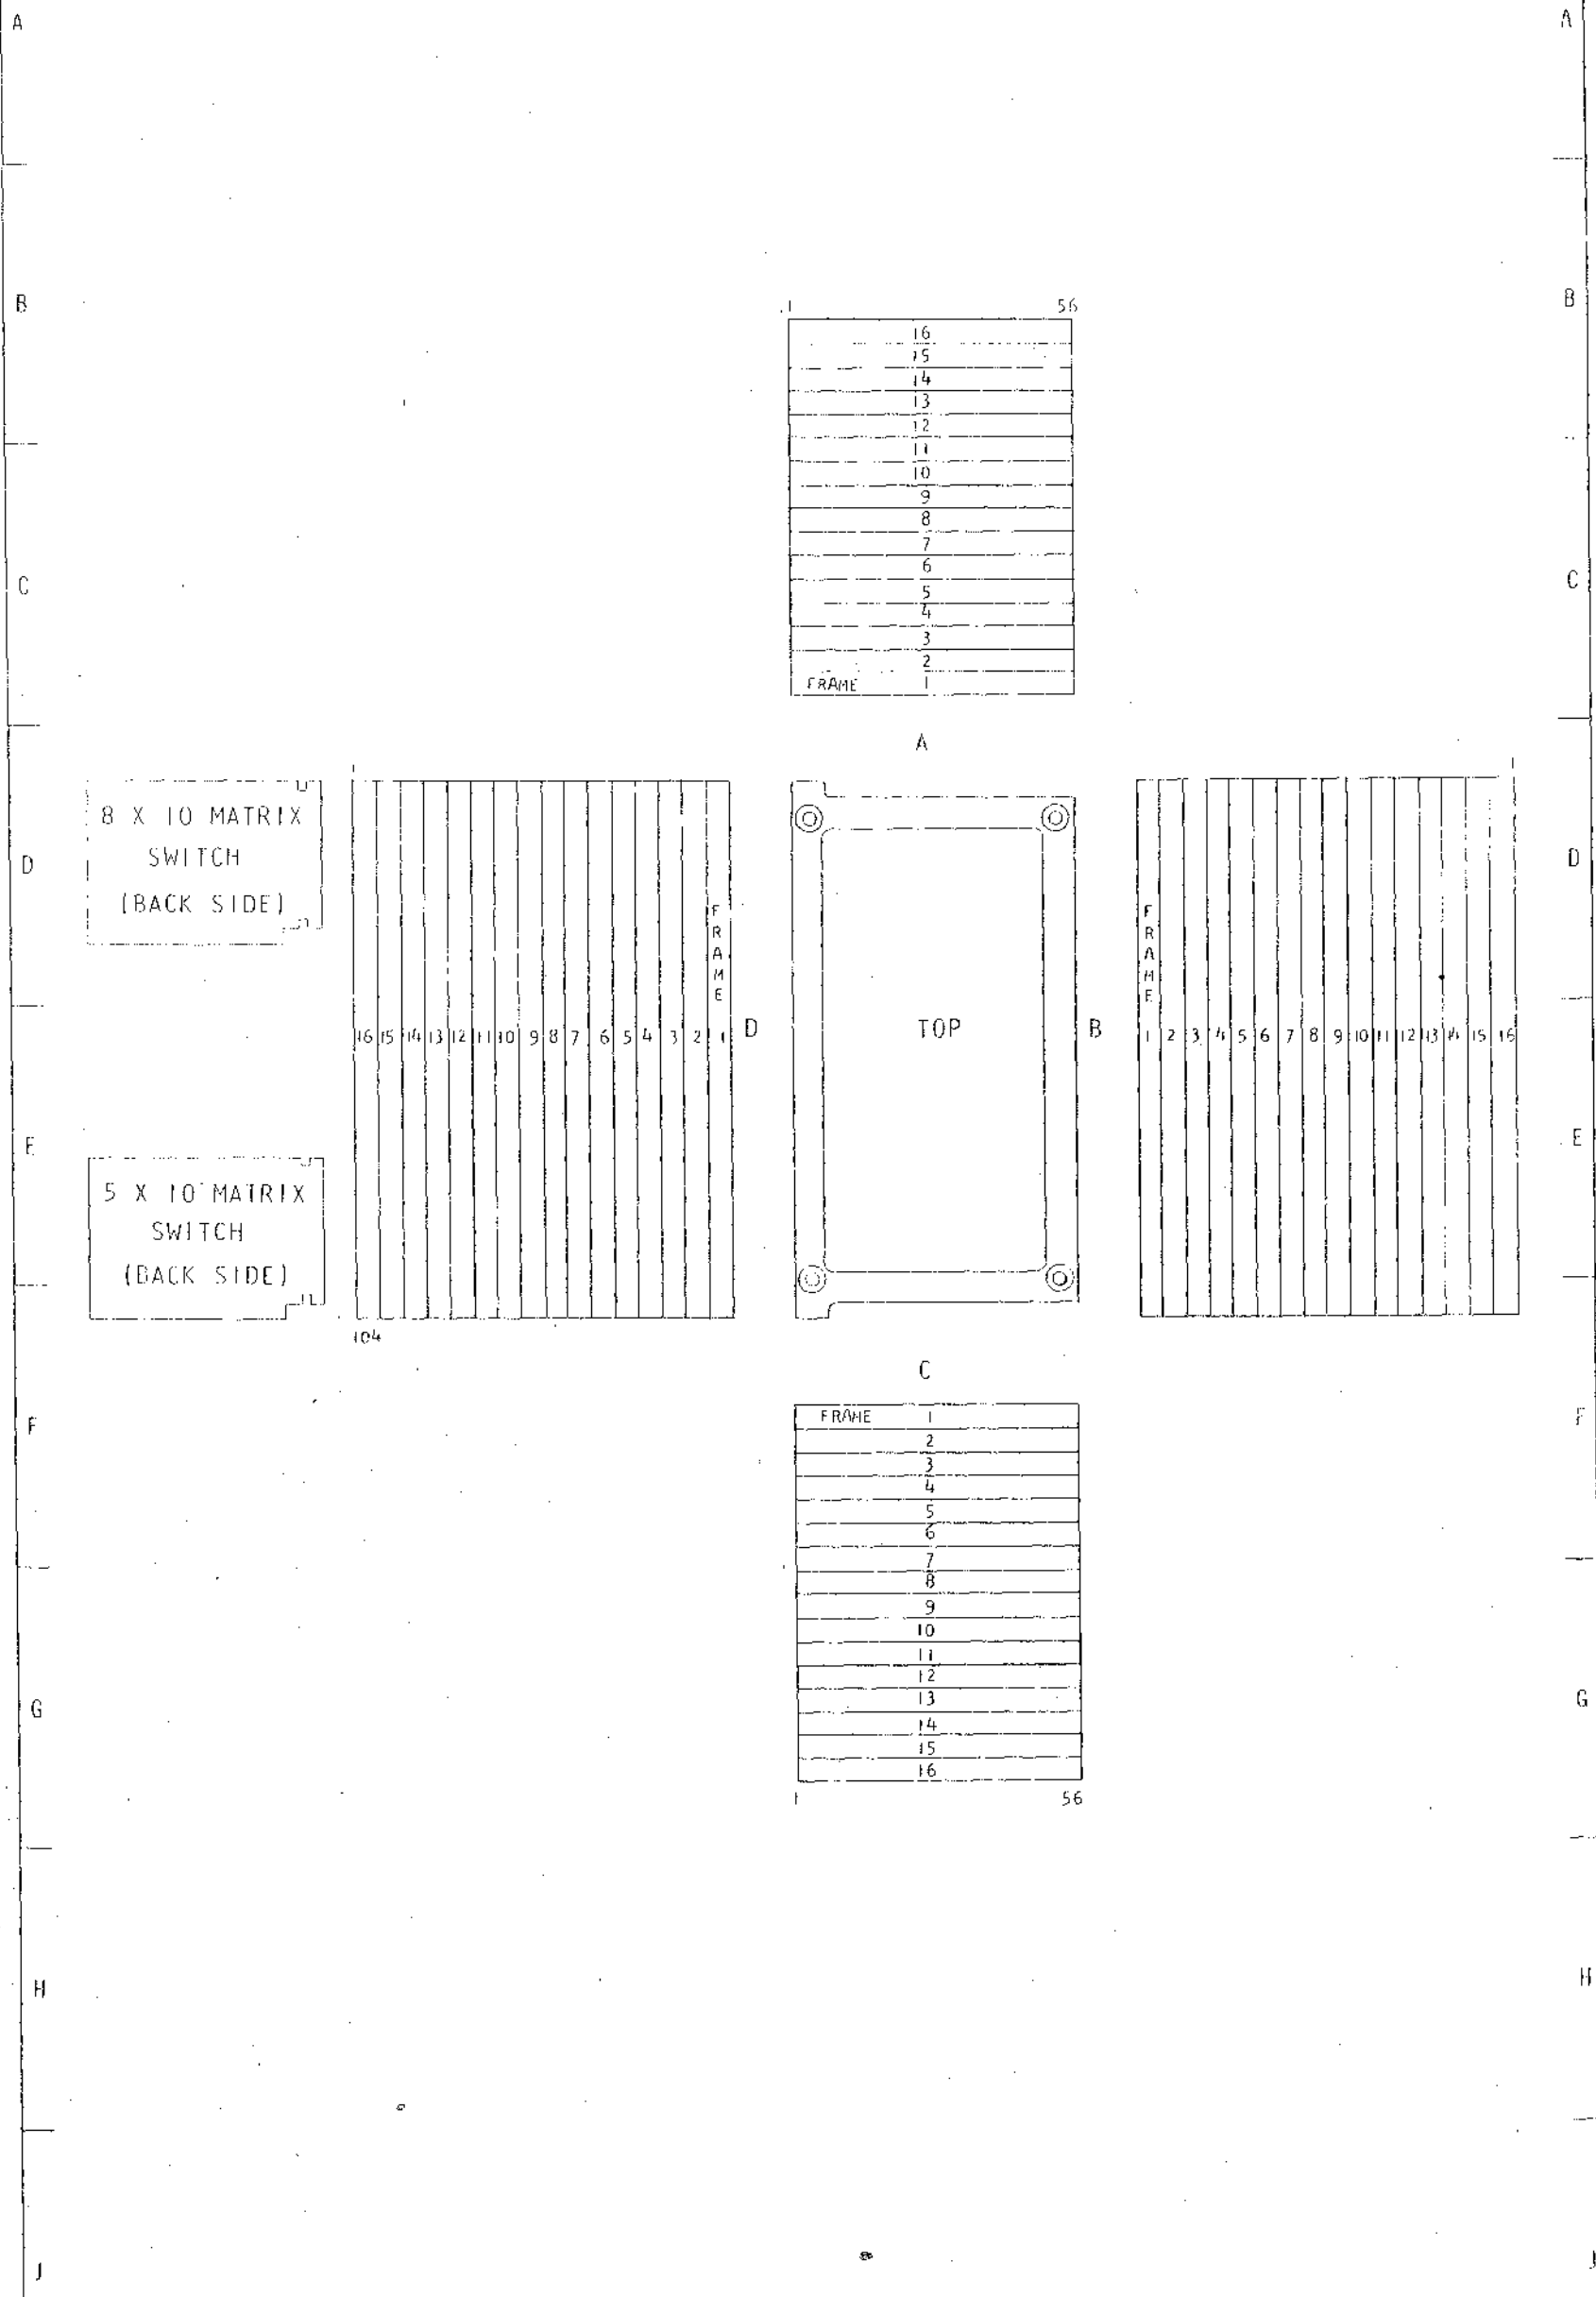 A A
B B
1 56
16
15
14
13
12
11
10
9
8
7
6
C C
5
4
3
2
FRAME 1
A
1 1
8 X 10 MATRIX
SWITCH
(BACK SIDE)
D D
FRAME
FRAME
16 15 14 13 12 11 10 9 8 7 6 5 4 3 2 1
D
TOP
B
1 2 3 4 5 6 7 8 9 10 11 12 13 14 15 16
E E
5 X 10 MATRIX
SWITCH
(BACK SIDE)
104
C
F F
FRAME 1
2
3
4
5
6
7
8
9
10
11
12
13
14
15
16
G G
1 56
H H
J J